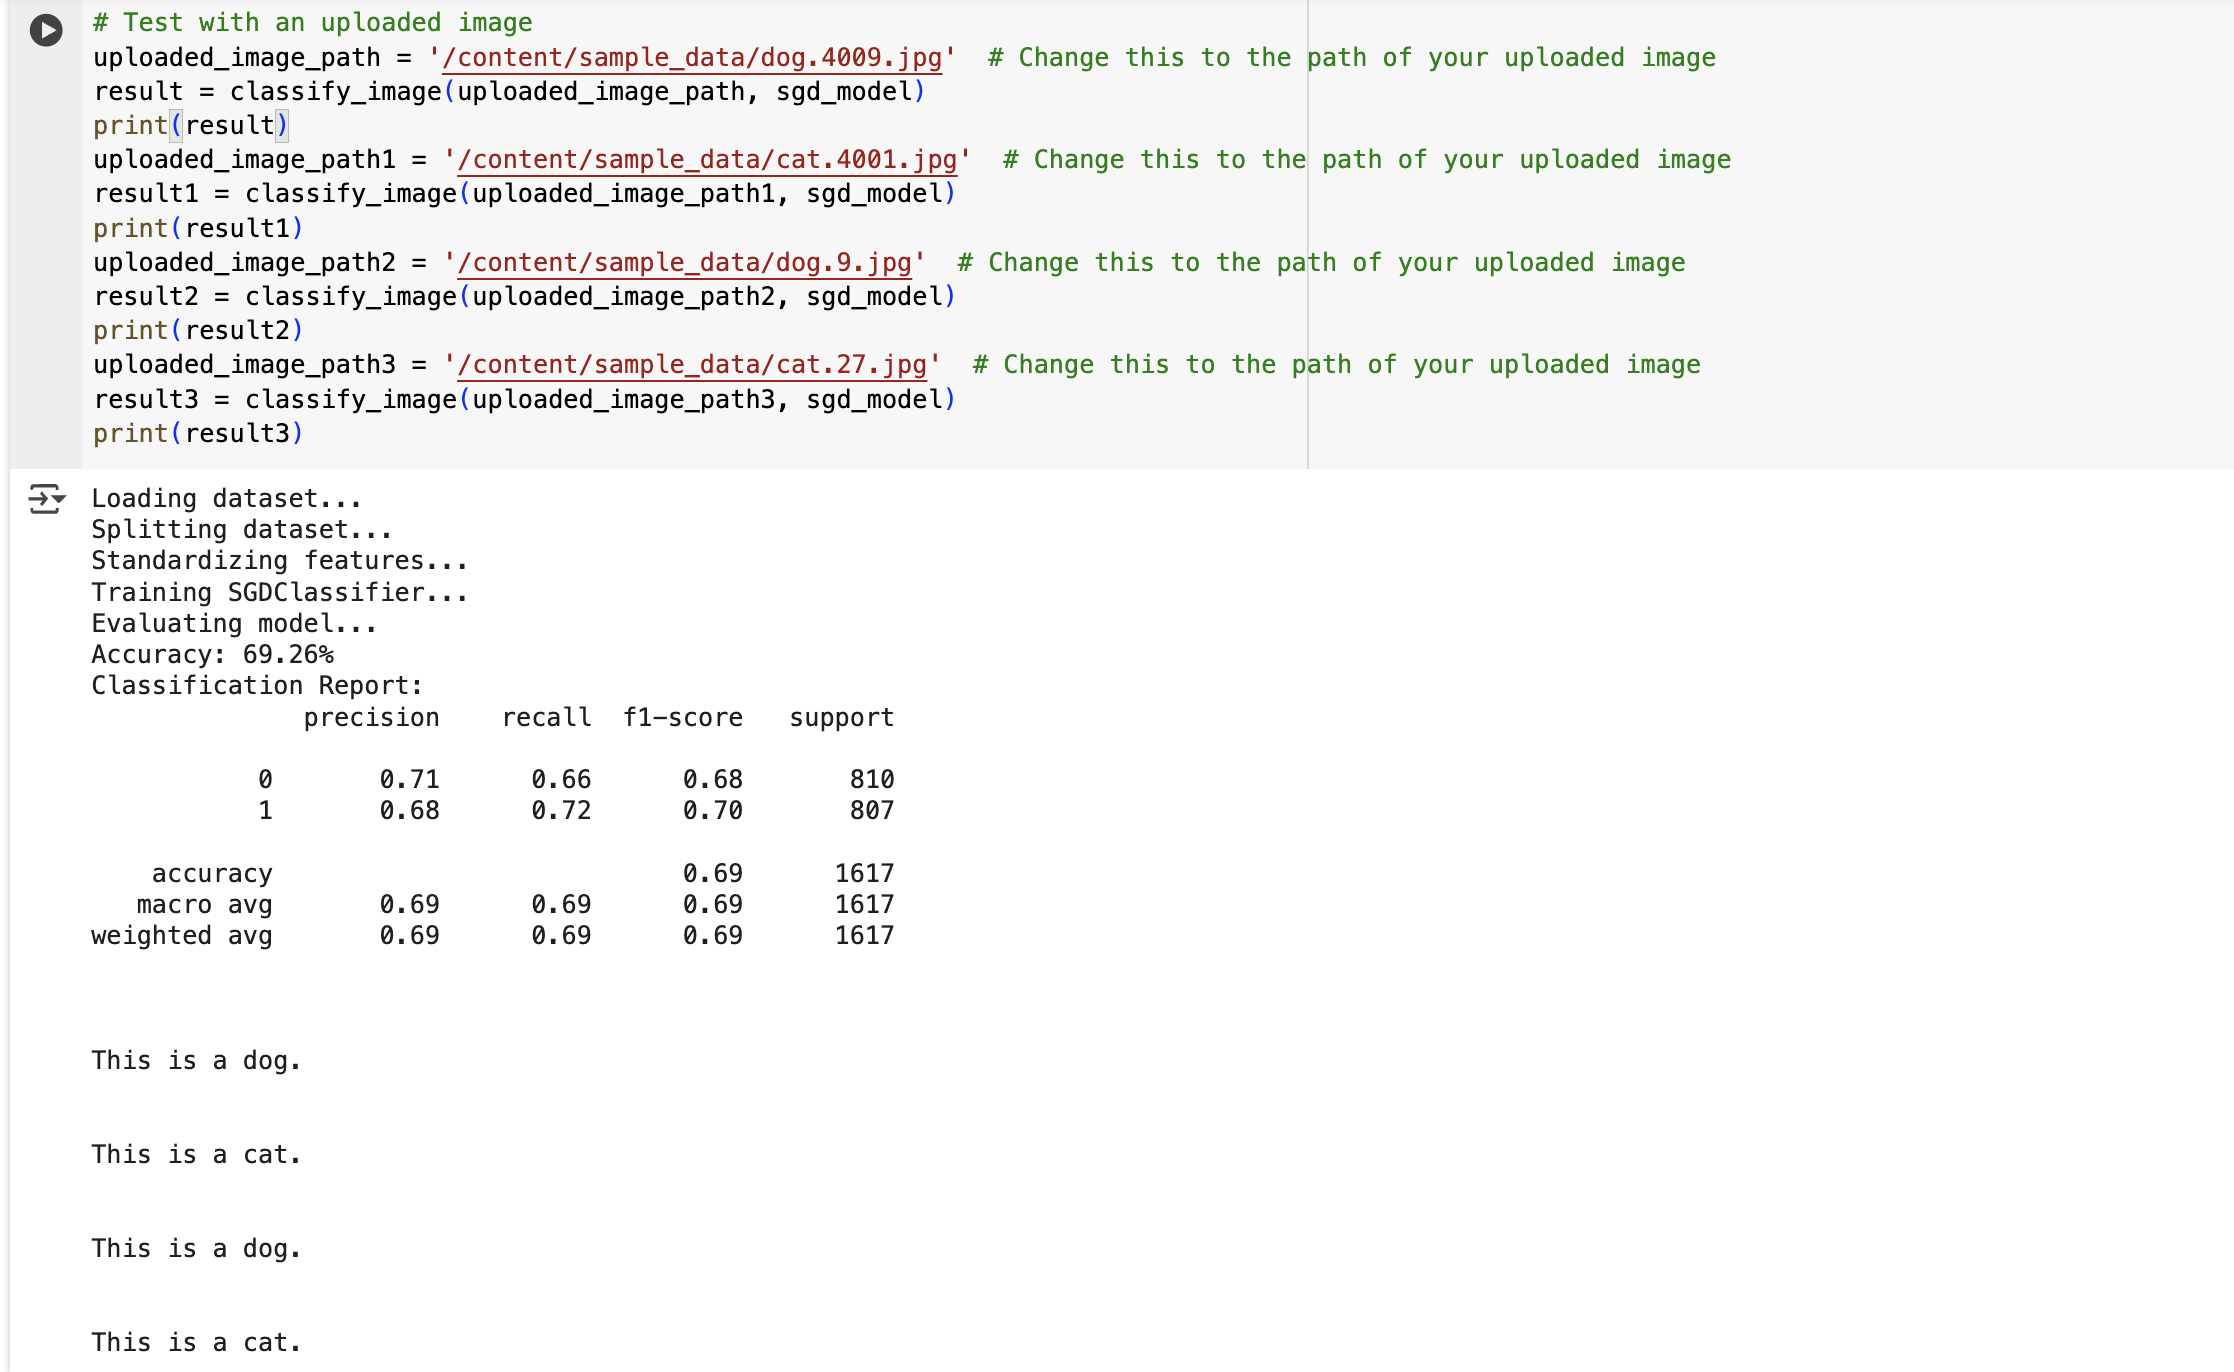 # Test with an uploaded image
uploaded_image_path = '/content/sample_data/dog.4009.jpg'  # Change this to the path of your uploaded image
result = classify_image(uploaded_image_path, sgd_model)
print(result)
uploaded_image_path1 = '/content/sample_data/cat.4001.jpg'  # Change this to the path of your uploaded image
result1 = classify_image(uploaded_image_path1, sgd_model)
print(result1)
uploaded_image_path2 = '/content/sample_data/dog.9.jpg'  # Change this to the path of your uploaded image
result2 = classify_image(uploaded_image_path2, sgd_model)
print(result2)
uploaded_image_path3 = '/content/sample_data/cat.27.jpg'  # Change this to the path of your uploaded image
result3 = classify_image(uploaded_image_path3, sgd_model)
print(result3)
Loading dataset...
Splitting dataset...
Standardizing features...
Training SGDClassifier...
Evaluating model...
Accuracy: 69.26%
Classification Report:
              precision    recall  f1-score   support
           0       0.71      0.66      0.68       810
           1       0.68      0.72      0.70       807
    accuracy                           0.69      1617
   macro avg       0.69      0.69      0.69      1617
weighted avg       0.69      0.69      0.69      1617
This is a dog.
This is a cat.
This is a dog.
This is a cat.